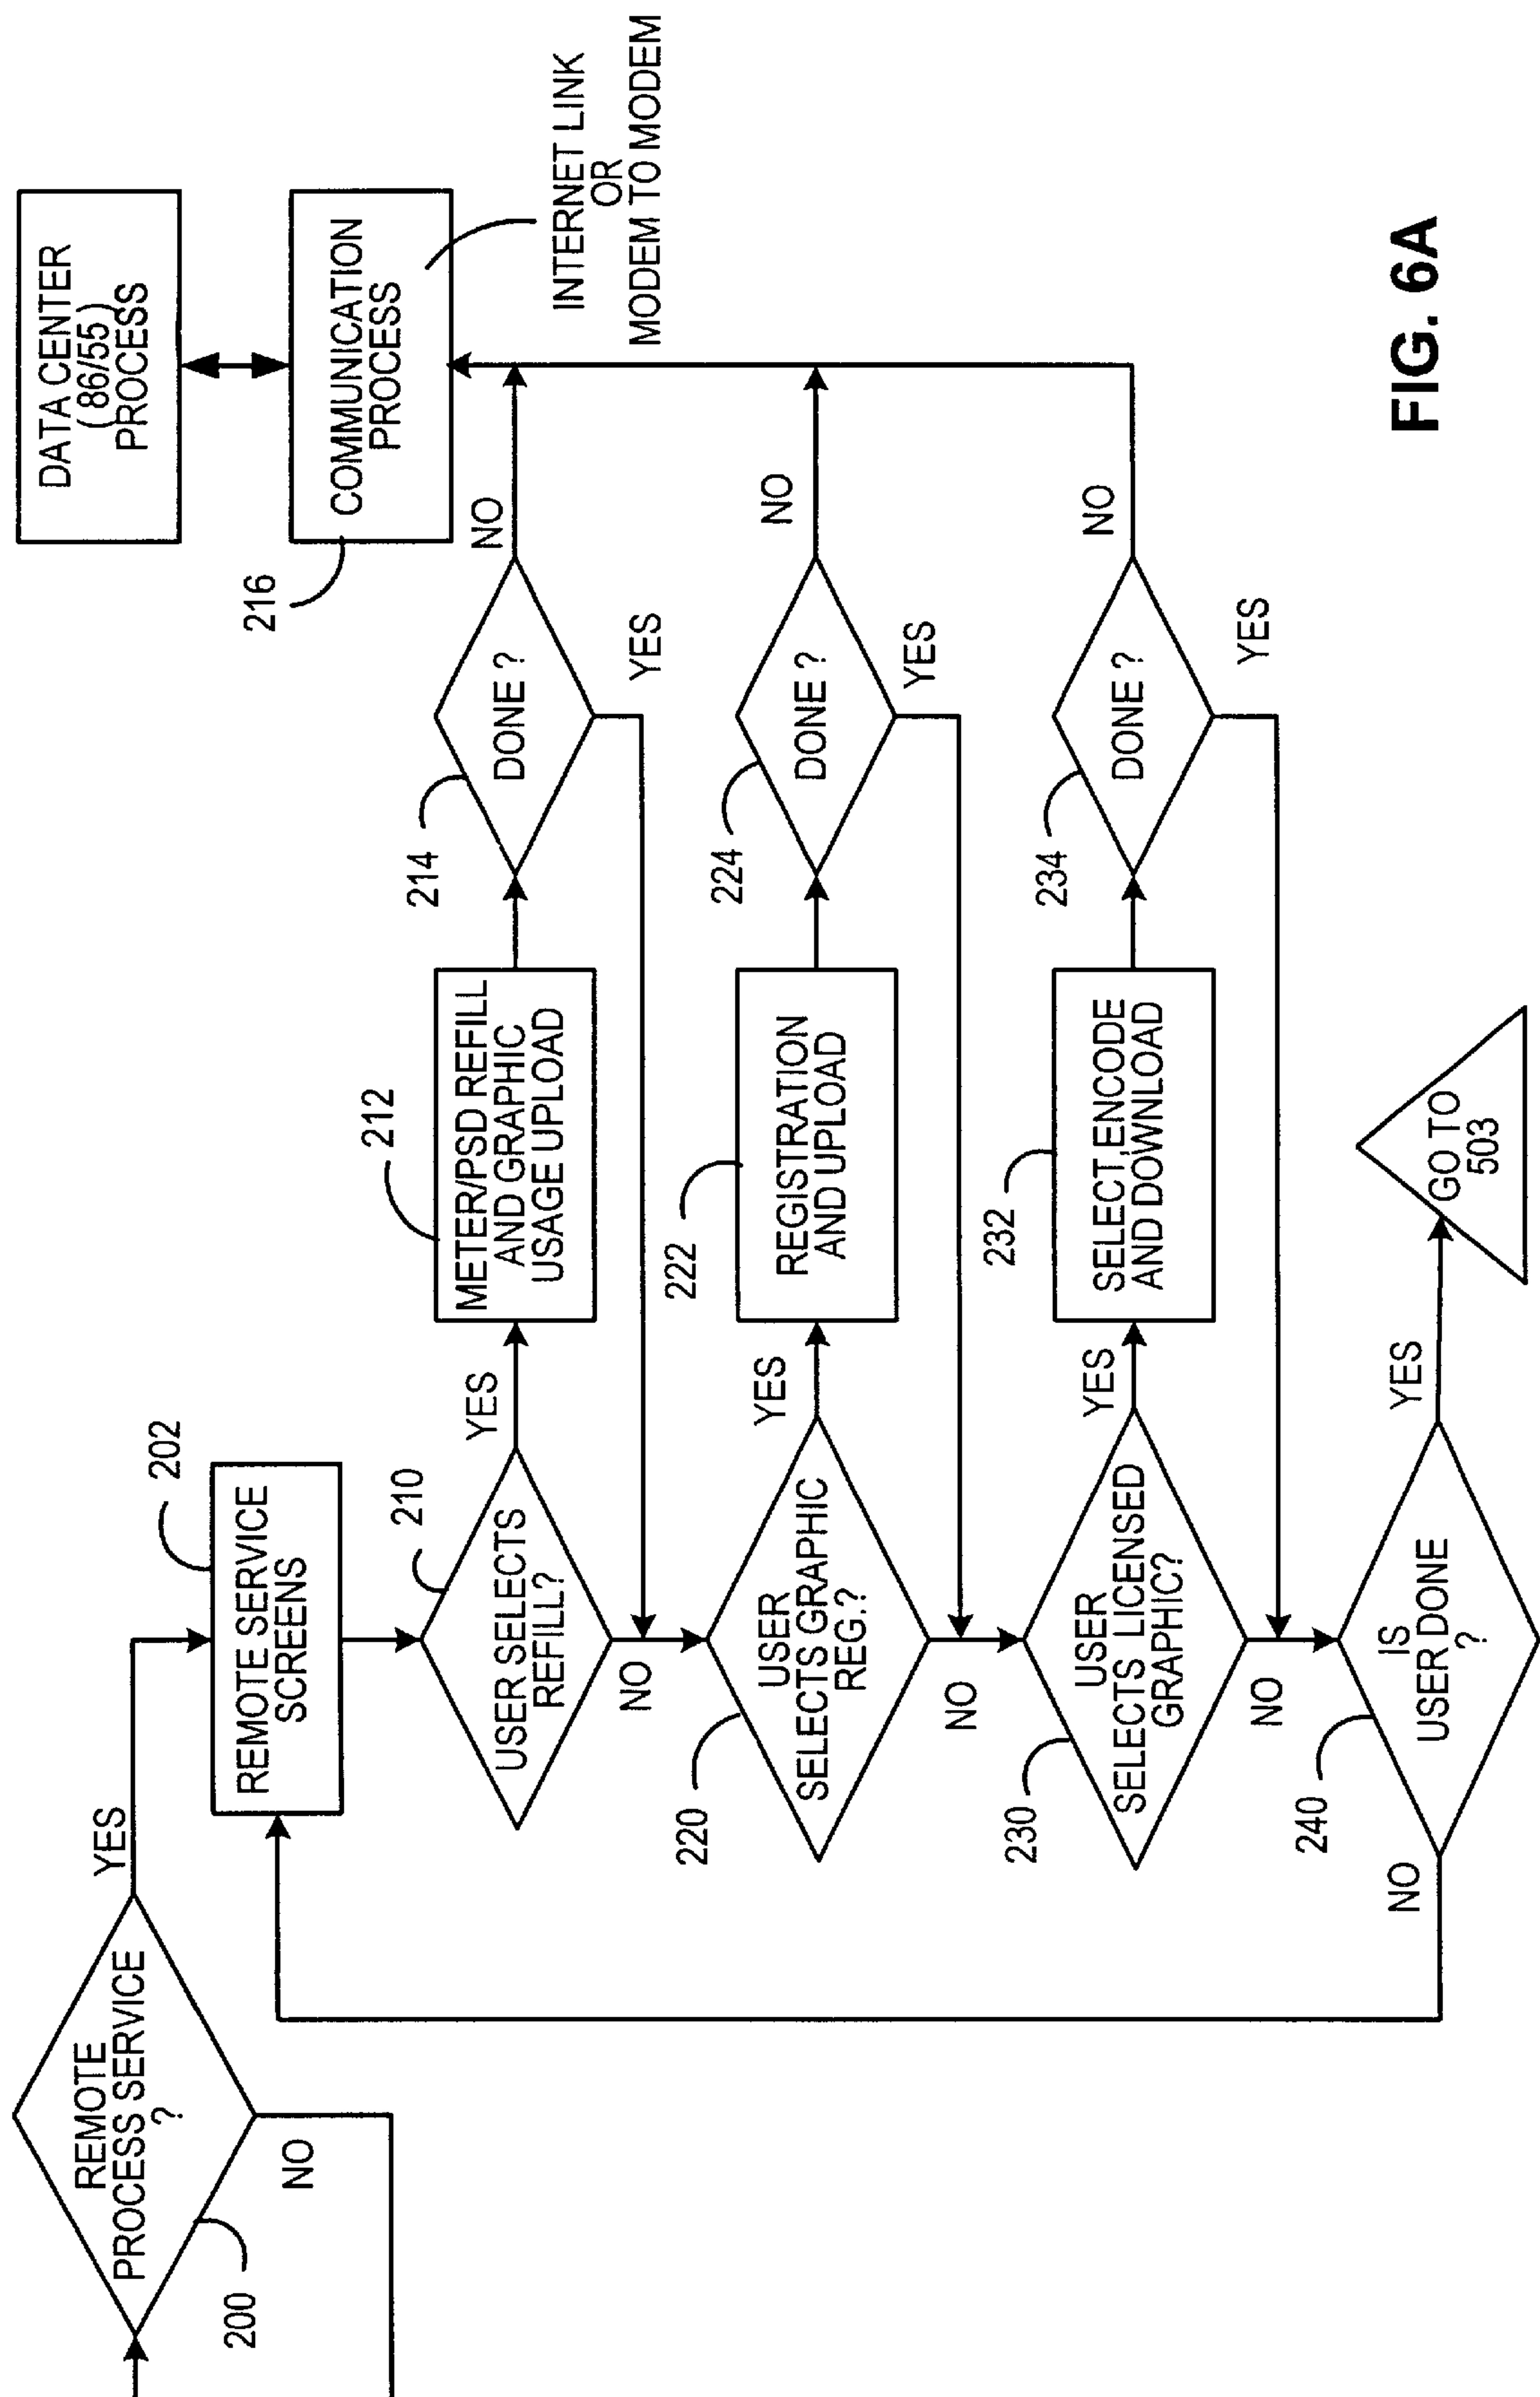 REMOTE
PROCESS SERVICE
?
200
YES
NO
REMOTE SERVICE
SCREENS
202
USER SELECTS
REFILL?
210
YES
NO
METER/PSD REFILL
AND GRAPHIC
USAGE UPLOAD
212
DONE ?
214
NO
YES
DATA CENTER
( 86/55 )
PROCESS
COMMUNICATION
PROCESS
216
INTERNET LINK
OR
MODEM TO MODEM
USER
SELECTS GRAPHIC
REG.?
220
YES
NO
REGISTRATION
AND UPLOAD
222
DONE ?
224
NO
YES
USER
SELECTS LICENSED
GRAPHIC?
230
YES
NO
SELECT,ENCODE
AND DOWNLOAD
232
DONE ?
234
NO
YES
IS
USER DONE
?
240
NO
YES
GO TO
503
FIG. 6A